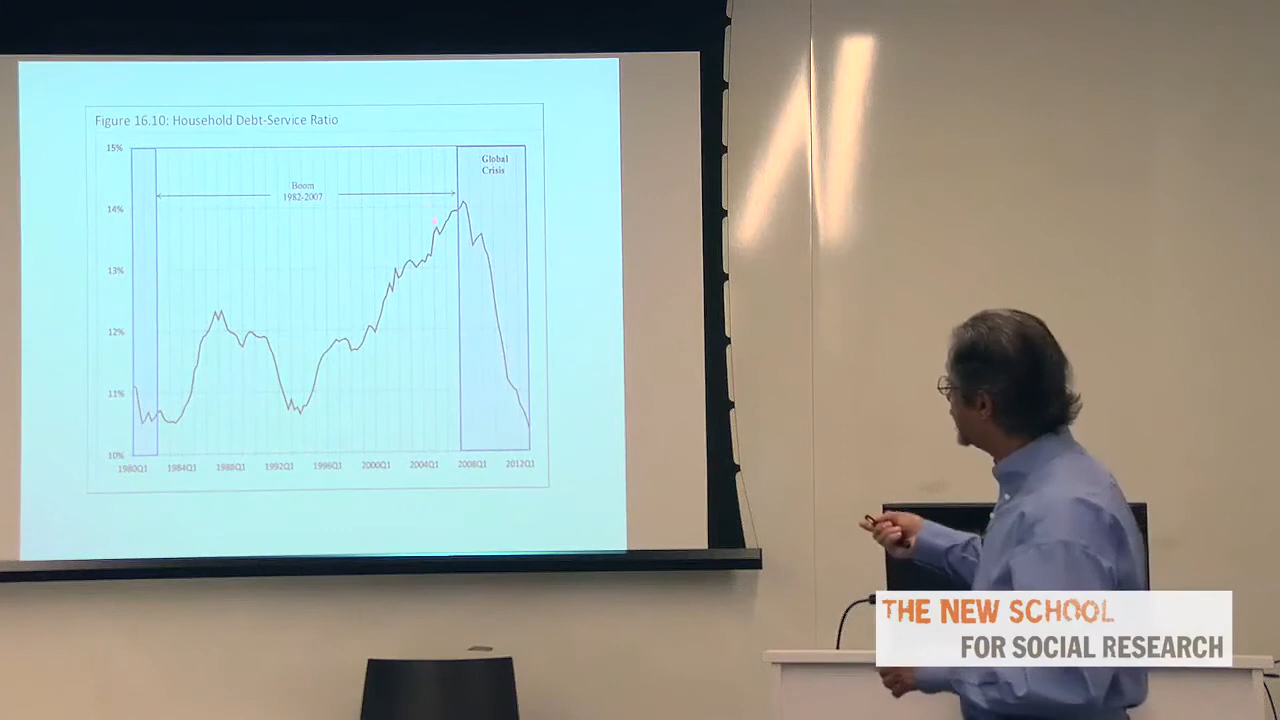 Figure 16.10: Household Debt-Service Ratio
15%
Global
Crisis
Boom
1982-2007
14%
13%
12%
11%
10%
1980Q1 1984Q1 1988Q1 1992Q1 1996Q1 2000Q1 2004Q1 2008Q1 2012Q1
THE NEW SCHOOL
FOR SOCIAL RESEARCH